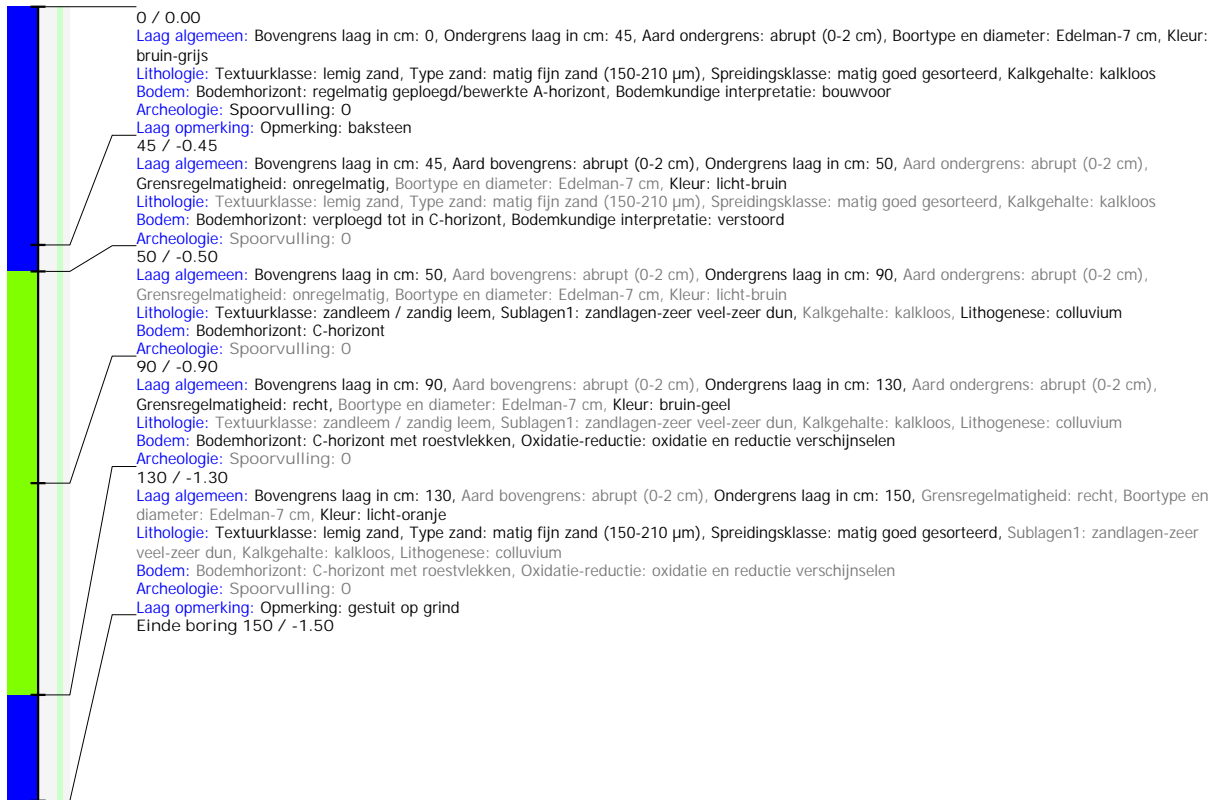 0 / 0.00
Laag algemeen: Bovengrens laag in cm: 0, Ondergrens laag in cm: 45, Aard ondergrens: abrupt (0-2 cm), Boortype en diameter: Edelman-7 cm, Kleur:
bruin-grijs
Lithologie: Textuurklasse: lemig zand, Type zand: matig fijn zand (150-210 µm), Spreidingsklasse: matig goed gesorteerd, Kalkgehalte: kalkloos
Bodem: Bodemhorizont: regelmatig geploegd/bewerkte A-horizont, Bodemkundige interpretatie: bouwvoor
Archeologie: Spoorvulling: 0
Laag opmerking: Opmerking: baksteen
45 / -0.45
Laag algemeen: Bovengrens laag in cm: 45, Aard bovengrens: abrupt (0-2 cm), Ondergrens laag in cm: 50, Aard ondergrens: abrupt (0-2 cm),
Grensregelmatigheid: onregelmatig, Boortype en diameter: Edelman-7 cm, Kleur: licht-bruin
Lithologie: Textuurklasse: lemig zand, Type zand: matig fijn zand (150-210 µm), Spreidingsklasse: matig goed gesorteerd, Kalkgehalte: kalkloos
Bodem: Bodemhorizont: verploegd tot in C-horizont, Bodemkundige interpretatie: verstoord
Archeologie: Spoorvulling: 0
50 / -0.50
Laag algemeen: Bovengrens laag in cm: 50, Aard bovengrens: abrupt (0-2 cm), Ondergrens laag in cm: 90, Aard ondergrens: abrupt (0-2 cm),
Grensregelmatigheid: onregelmatig, Boortype en diameter: Edelman-7 cm, Kleur: licht-bruin
Lithologie: Textuurklasse: zandleem / zandig leem, Sublagen1: zandlagen-zeer veel-zeer dun, Kalkgehalte: kalkloos, Lithogenese: colluvium
Bodem: Bodemhorizont: C-horizont
Archeologie: Spoorvulling: 0
90 / -0.90
Laag algemeen: Bovengrens laag in cm: 90, Aard bovengrens: abrupt (0-2 cm), Ondergrens laag in cm: 130, Aard ondergrens: abrupt (0-2 cm),
Grensregelmatigheid: recht, Boortype en diameter: Edelman-7 cm, Kleur: bruin-geel
Lithologie: Textuurklasse: zandleem / zandig leem, Sublagen1: zandlagen-zeer veel-zeer dun, Kalkgehalte: kalkloos, Lithogenese: colluvium
Bodem: Bodemhorizont: C-horizont met roestvlekken, Oxidatie-reductie: oxidatie en reductie verschijnselen
Archeologie: Spoorvulling: 0
130 / -1.30
Laag algemeen: Bovengrens laag in cm: 130, Aard bovengrens: abrupt (0-2 cm), Ondergrens laag in cm: 150, Grensregelmatigheid: recht, Boortype en
diameter: Edelman-7 cm, Kleur: licht-oranje
Lithologie: Textuurklasse: lemig zand, Type zand: matig fijn zand (150-210 µm), Spreidingsklasse: matig goed gesorteerd, Sublagen1: zandlagen-zeer
veel-zeer dun, Kalkgehalte: kalkloos, Lithogenese: colluvium
Bodem: Bodemhorizont: C-horizont met roestvlekken, Oxidatie-reductie: oxidatie en reductie verschijnselen
Archeologie: Spoorvulling: 0
Laag opmerking: Opmerking: gestuit op grind
Einde boring 150 / -1.50